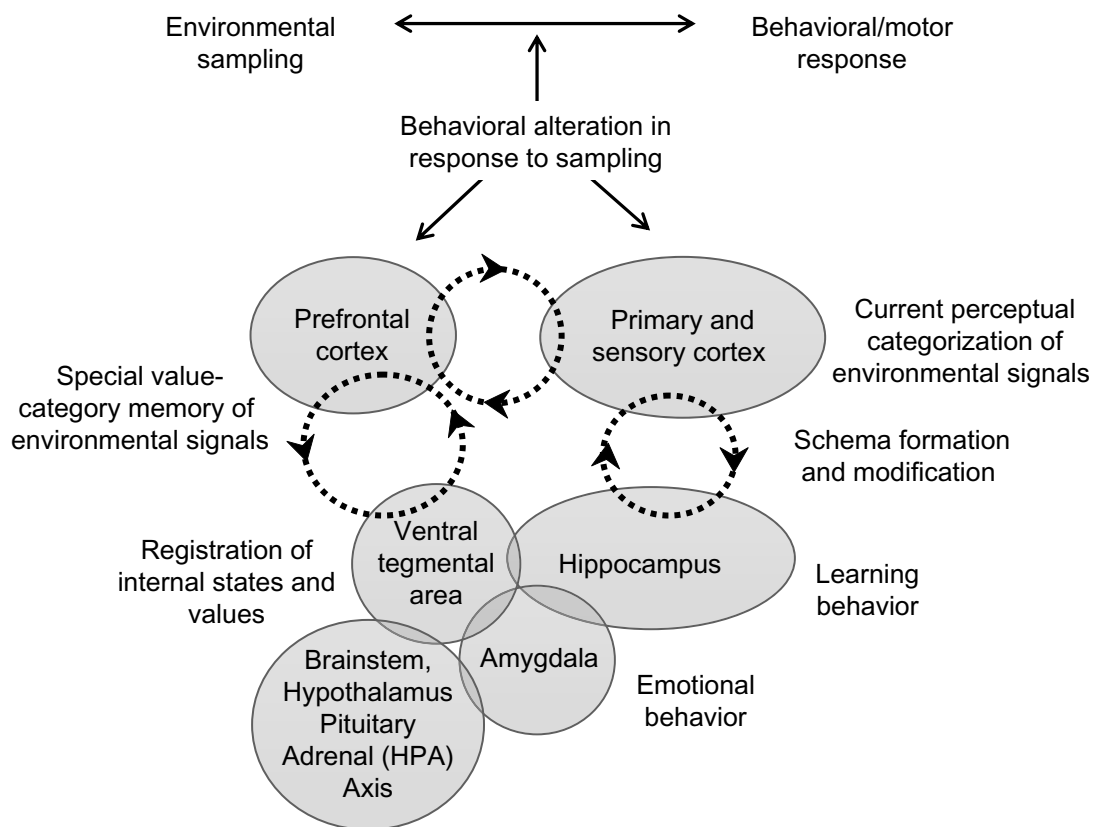 Environmental
sampling
Behavioral/motor
response
Behavioral alteration in
response to sampling
Prefrontal
cortex
Primary and
sensory cortex
Current perceptual
categorization of
environmental signals
Special value-
category memory of
environmental signals
Schema formation
and modification
Ventral
tegmental
area
Hippocampus
Registration of
internal states and
values
Learning
behavior
Amygdala
Brainstem,
Hypothalamus
Pituitary
Adrenal (HPA)
Axis
Emotional
behavior